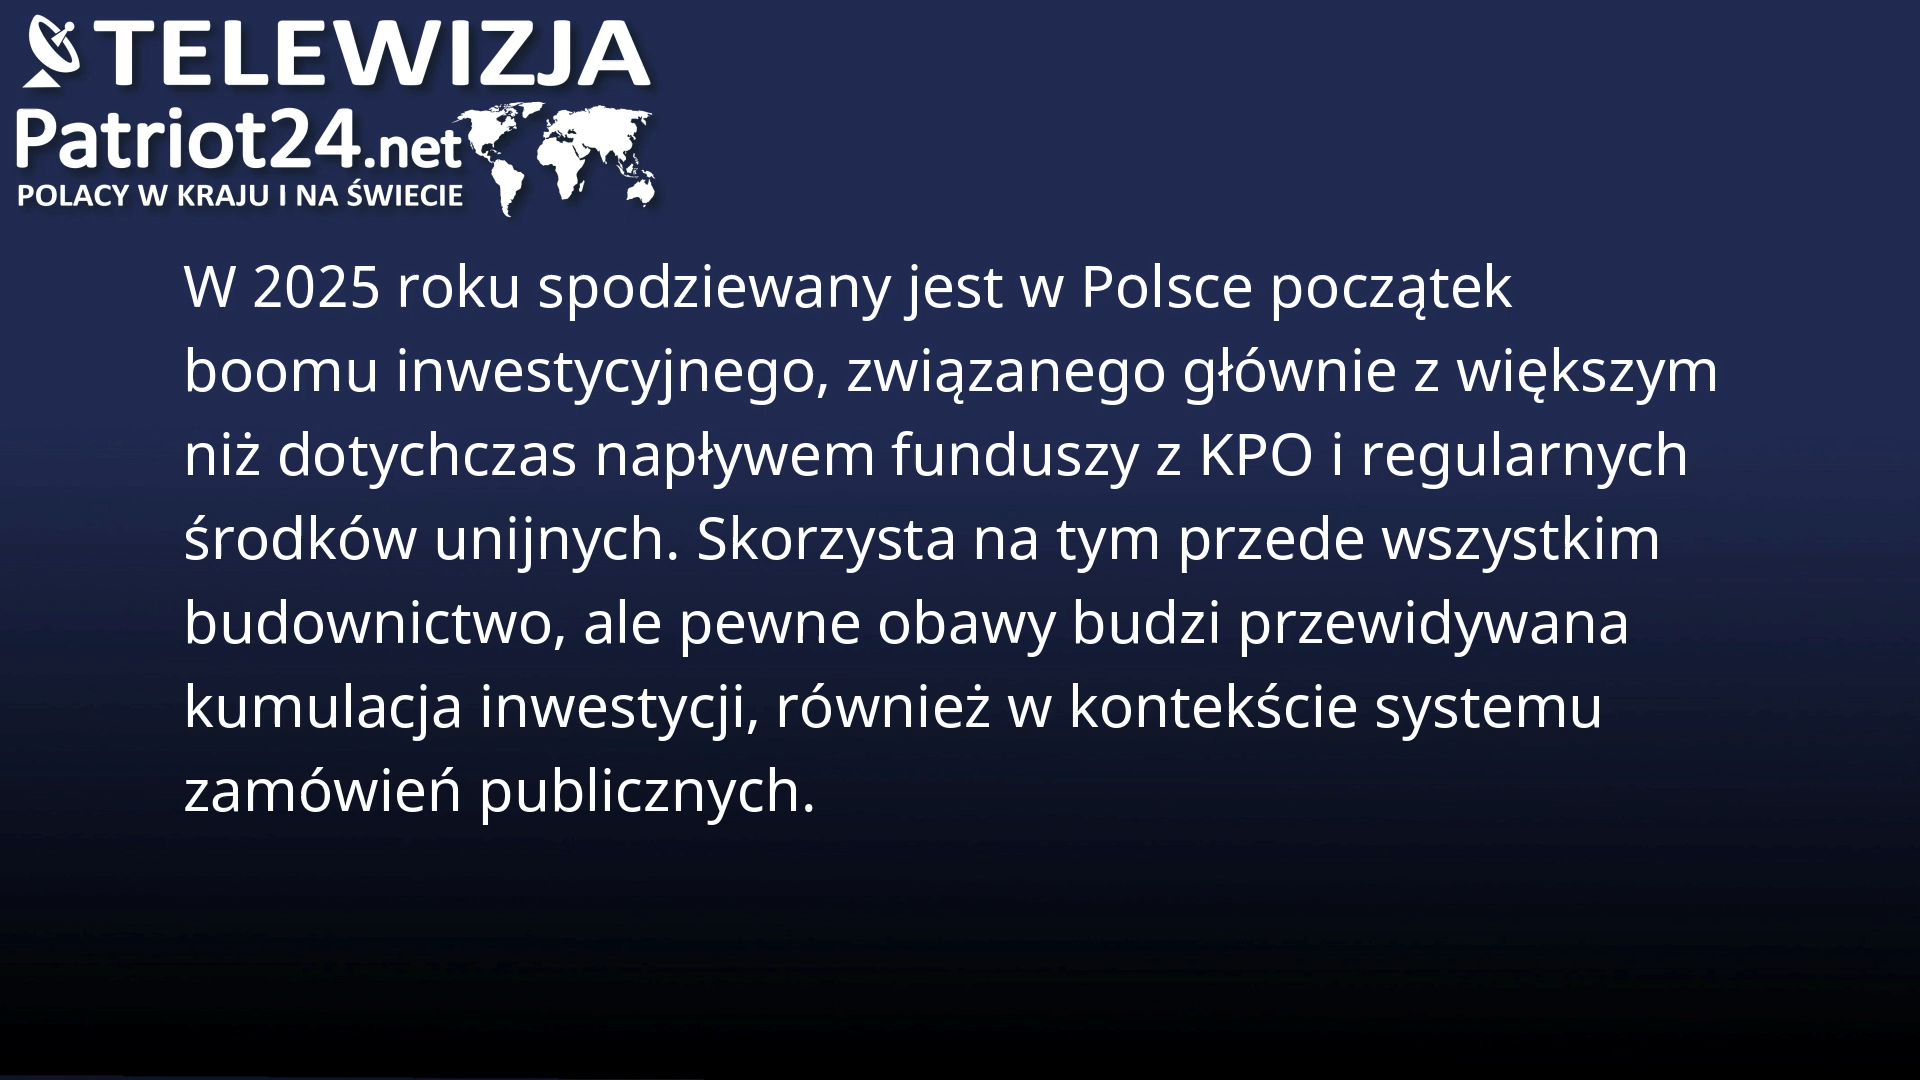 TELEWIZJA
Patriot24.net
POLACY W KRAJU I NA ŚWIECIE
W 2025 roku spodziewany jest w Polsce początek
boomu inwestycyjnego, związanego głównie z większym
niż dotychczas napływem funduszy z KPO i regularnych
środków unijnych. Skorzysta na tym przede wszystkim
budownictwo, ale pewne obawy budzi przewidywana
kumulacja inwestycji, również w kontekście systemu
zamówień publicznych.